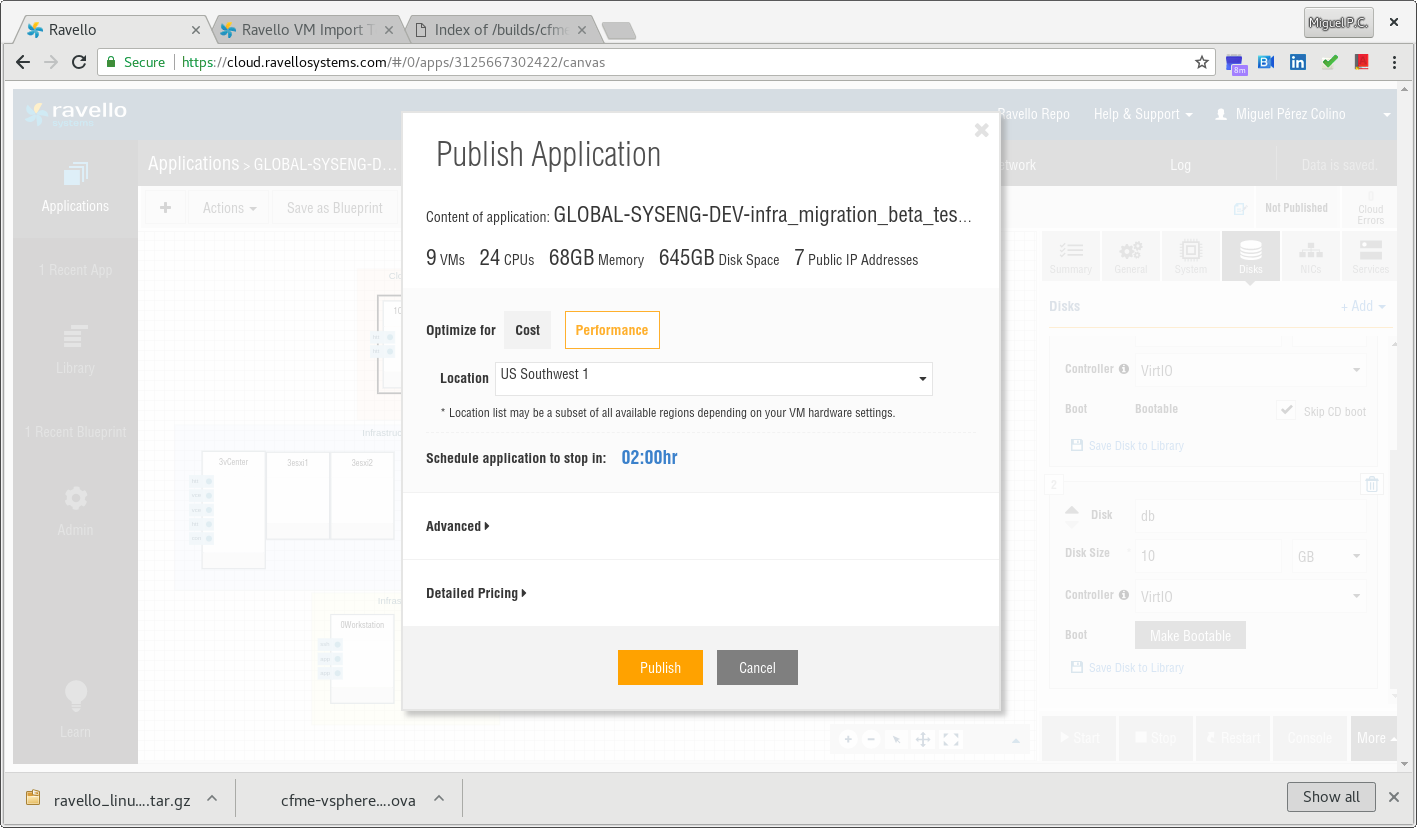 Ravello
Ravello VM Import T
Index of /builds/cfme
Miguel P.C.
Secure
https://cloud.ravellosystems.com/#/0/apps/3125667302422/canvas
8m
ravello
Ravello Repo
Help & Support
Miguel Pérez Colino
Applications > GLOBAL-SYSENG-D...
Network
Log
Data is saved.
Applications
+
Actions
Save as Blueprint
Not Published
Cloud
Errors
1 Recent App
Library
1 Recent Blueprint
Admin
Learn
3vCenter
3esxi1
3esxi2
0Workstation
Publish Application
Content of application: GLOBAL-SYSENG-DEV-infra_migration_beta_tes...
9 VMs 24 CPUs 68GB Memory 645GB Disk Space 7 Public IP Addresses
Optimize for Cost Performance
Location US Southwest 1
* Location list may be a subset of all available regions depending on your VM hardware settings.
Schedule application to stop in: 02:00hr
Advanced
Detailed Pricing
Publish Cancel
Summary
General
System
Disks
NICs
Services
Disks
+ Add
Controller VirtIO
Boot Bootable Skip CD boot
Save Disk to Library
2
Disk db
Disk Size 10 GB
Controller VirtIO
Boot Make Bootable
Save Disk to Library
Start
Stop
Restart
Console
More
ravello_linu....tar.gz
cfme-vsphere....ova
Show all